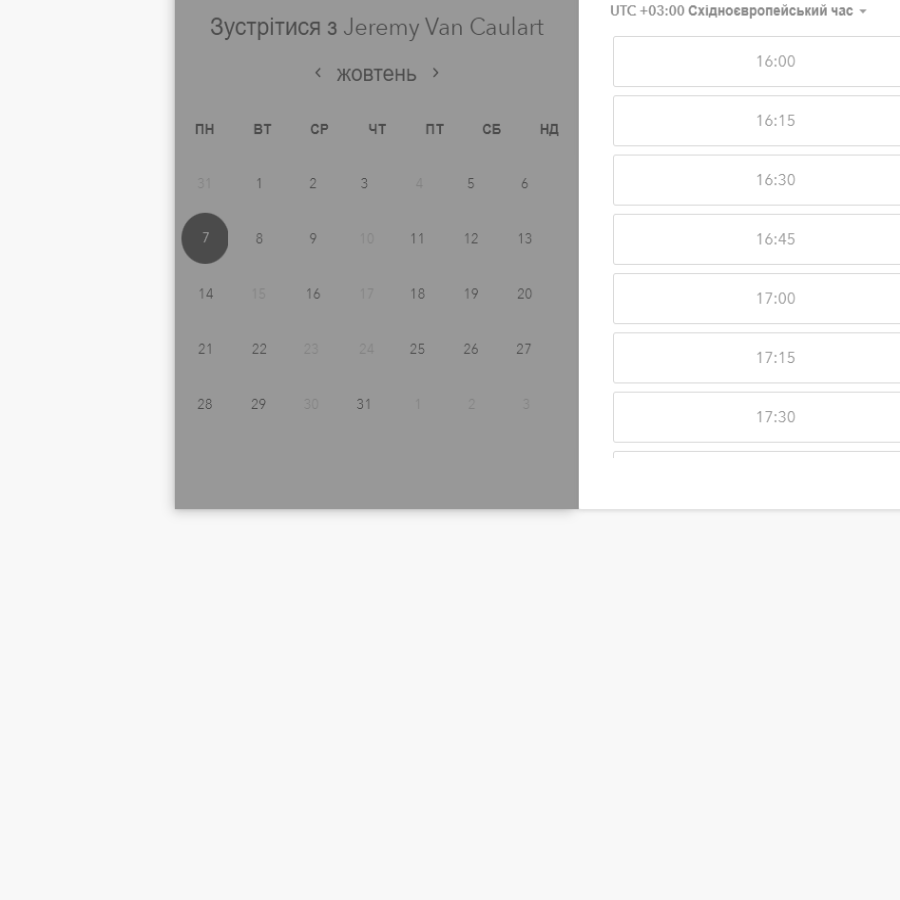 Зустрітися з Jeremy Van Caulart
жовтень
ПН ВТ СР ЧТ ПТ СБ НД
31 1 2 3 4 5 6
7 8 9 10 11 12 13
14 15 16 17 18 19 20
21 22 23 24 25 26 27
28 29 30 31 1 2 3
UTC +03:00 Східноєвропейський час
16:00
16:15
16:30
16:45
17:00
17:15
17:30